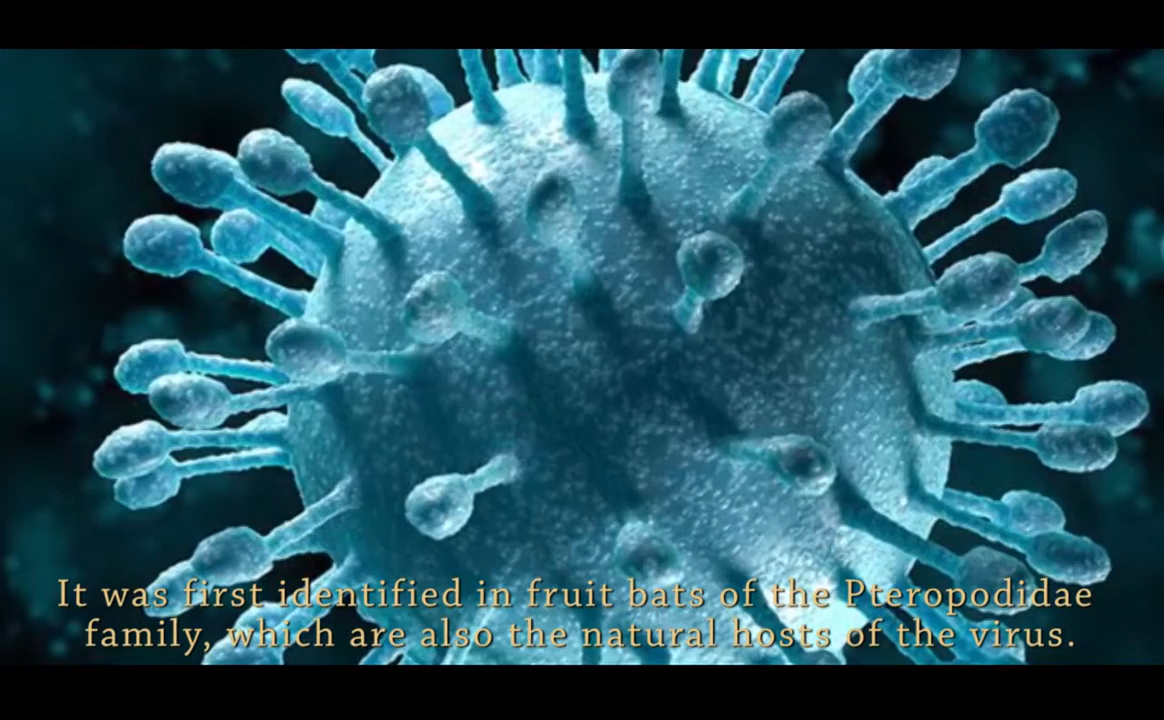 It was first identified in fruit bats of the Pteropodidae
family, which are also the natural hosts of the virus.